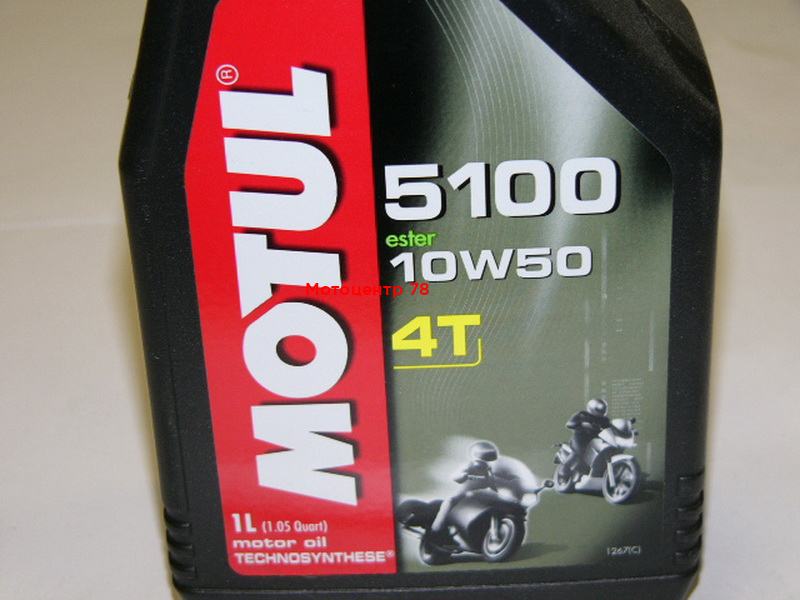 MOTUL®
5100
ester
10W50
Мотоцентр 78
4T
1L (1.05 Quart)
motor oil
TECHNOSYNTHESE®
1267(C)